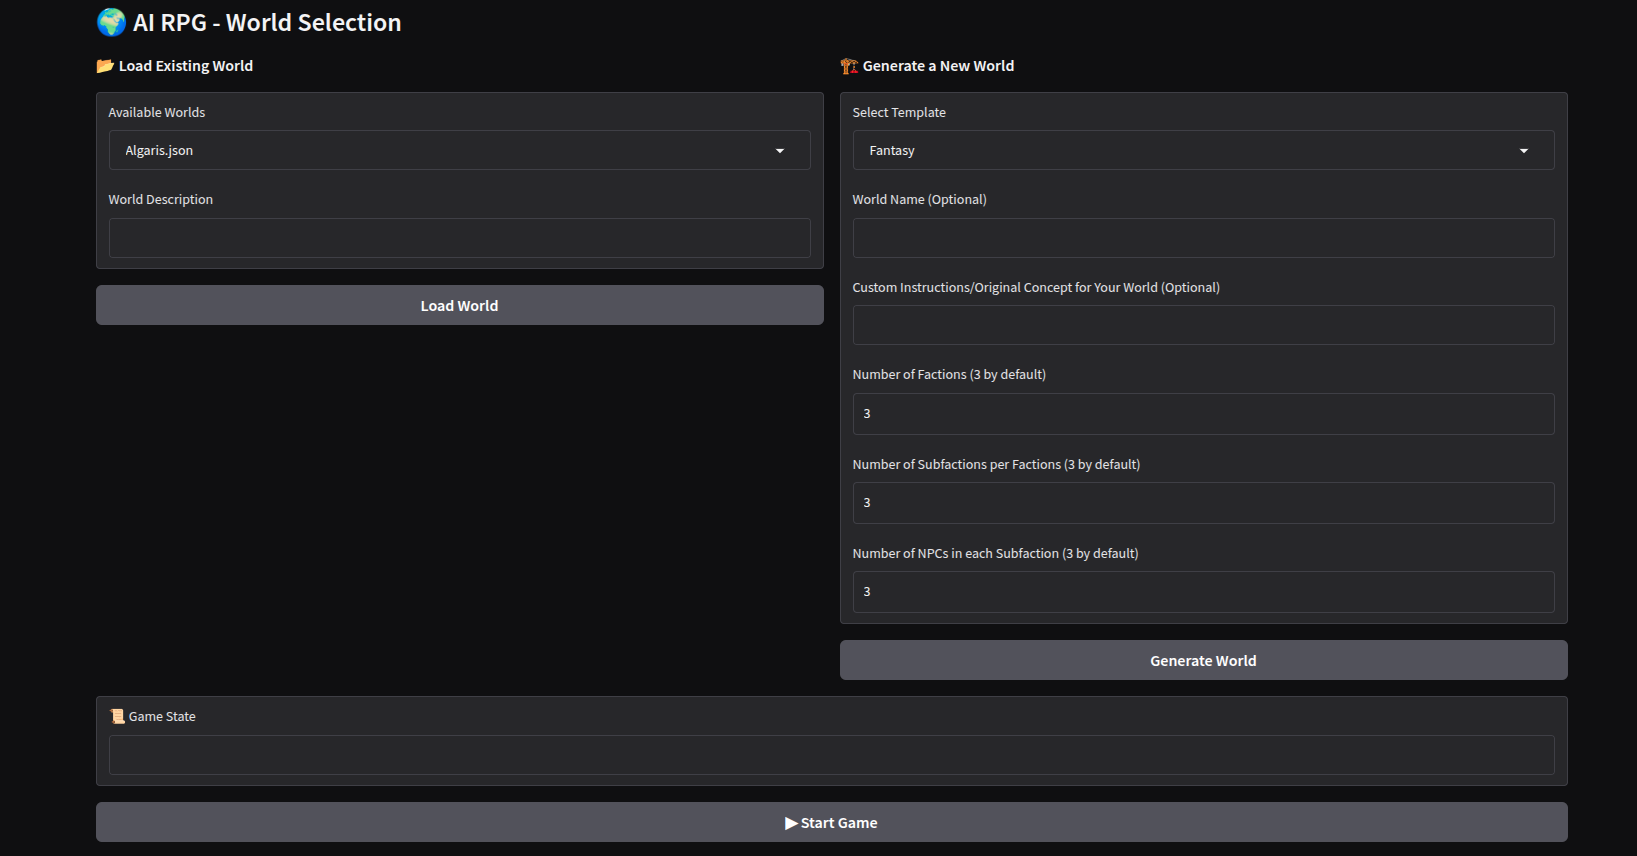 🌍 AI RPG - World Selection
📂 Load Existing World
Available Worlds
Algaris.json
World Description
Load World
🏗️ Generate a New World
Select Template
Fantasy
World Name (Optional)
Custom Instructions/Original Concept for Your World (Optional)
Number of Factions (3 by default)
3
Number of Subfactions per Factions (3 by default)
3
Number of NPCs in each Subfaction (3 by default)
3
Generate World
📜 Game State
▶ Start Game